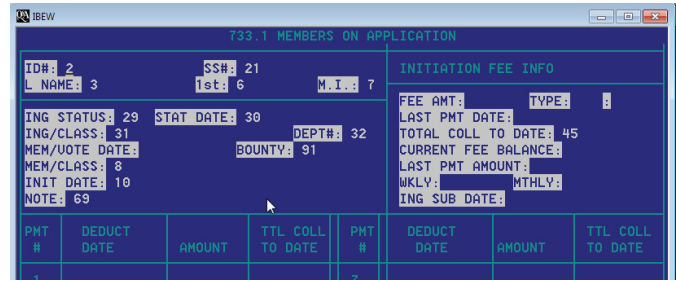 IBEW
733.1 MEMBERS ON APPLICATION
ID#: 2 SS#: 21
L NAME: 3 1st: 6 M.I.: 7
ING STATUS: 29 STAT DATE: 30
ING/CLASS: 31 DEPT#: 32
MEM/VOTE DATE: BOUNTY: 91
MEM/CLASS: 8
INIT DATE: 10
NOTE: 69
INITIATION FEE INFO
FEE AMT: TYPE: :
LAST PMT DATE:
TOTAL COLL TO DATE: 45
CURRENT FEE BALANCE:
LAST PMT AMOUNT:
WKLY: MTHLY:
ING SUB DATE:
PMT DEDUCT TTL COLL PMT DEDUCT TTL COLL
# DATE AMOUNT TO DATE # DATE AMOUNT TO DATE
1 7